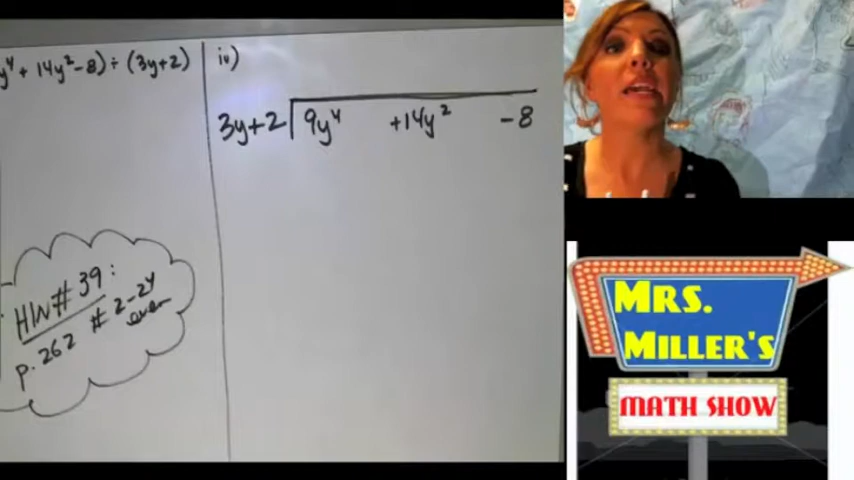 y⁴ + 14y² - 8) ÷ (3y+2)
iv)
3y+2 9y⁴ +14y² -8
HW # 39:
p. 262 # 2-24
even
MRS.
MILLER'S
MATH SHOW